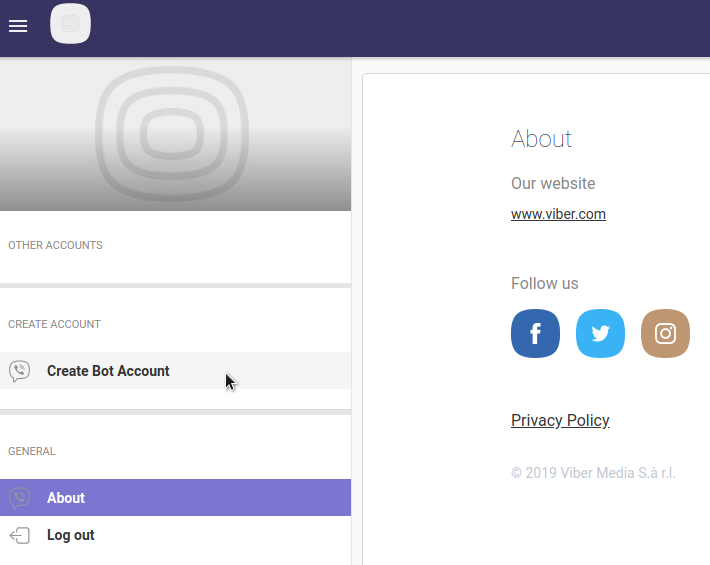 OTHER ACCOUNTS
CREATE ACCOUNT
Create Bot Account
GENERAL
About
Log out
About
Our website
www.viber.com
Follow us
Privacy Policy
© 2019 Viber Media S.à r.l.